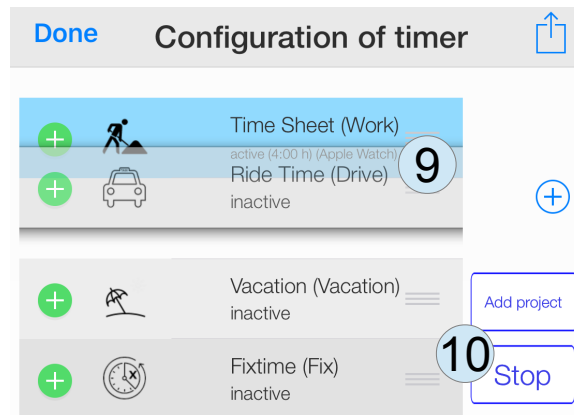 Done Configuration of timer
Time Sheet (Work)
active (4:00 h) (Apple Watch)
9
Ride Time (Drive)
inactive
Vacation (Vacation)
inactive
Add project
10
Fixtime (Fix)
inactive
Stop